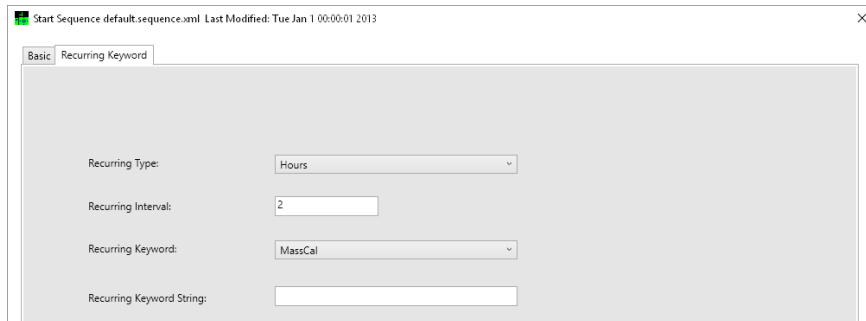 Start Sequence default.sequence.xml Last Modified: Tue Jan 1 00:00:01 2013
Basic Recurring Keyword
Recurring Type: Hours
Recurring Interval: 2
Recurring Keyword: MassCal
Recurring Keyword String: